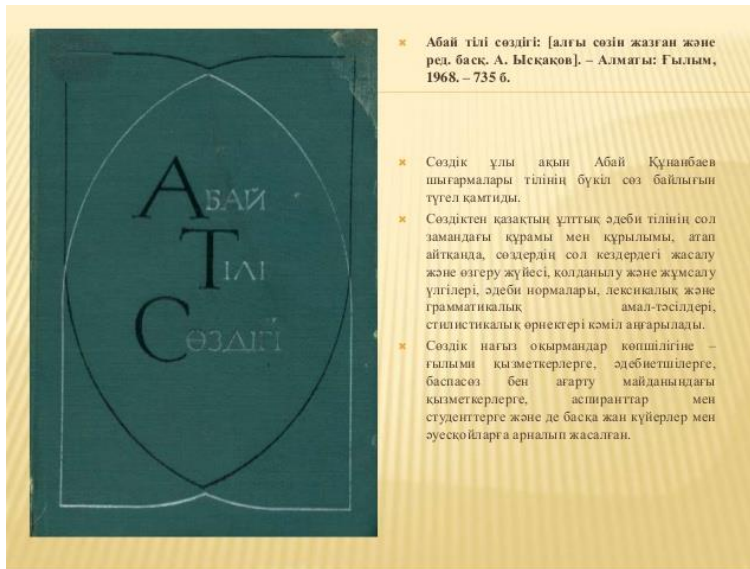 АБАЙ
ТІЛІ
СӨЗДІГІ
Абай тілі сөздігі: [алғы сөзін жазған және
ред. басқ. А. Ысқақов]. – Алматы: Ғылым,
1968. – 735 б.
Сөздік ұлы ақын Абай Құнанбаев
шығармалары тілінің бүкіл сөз байлығын
түгел қамтиды.
Сөздіктен қазақтың ұлттық әдеби тілінің сол
замандағы құрамы мен құрылымы, атап
айтқанда, сөздердің сол кездердегі жасалу
және өзгеру жүйесі, қолданылу және жұмсалу
үлгілері, әдеби нормалары, лексикалық және
грамматикалық амал-тәсілдері,
стилистикалық өрнектері кәміл аңғарылады.
Сөздік нағыз оқырмандар көпшілігіне –
ғылыми қызметкерлерге, әдебиетшілерге,
баспасөз бен ағарту майданындағы
қызметкерлерге, аспиранттар мен
студенттерге және де басқа жан күйерлер мен
әуесқойларға арналып жасалған.